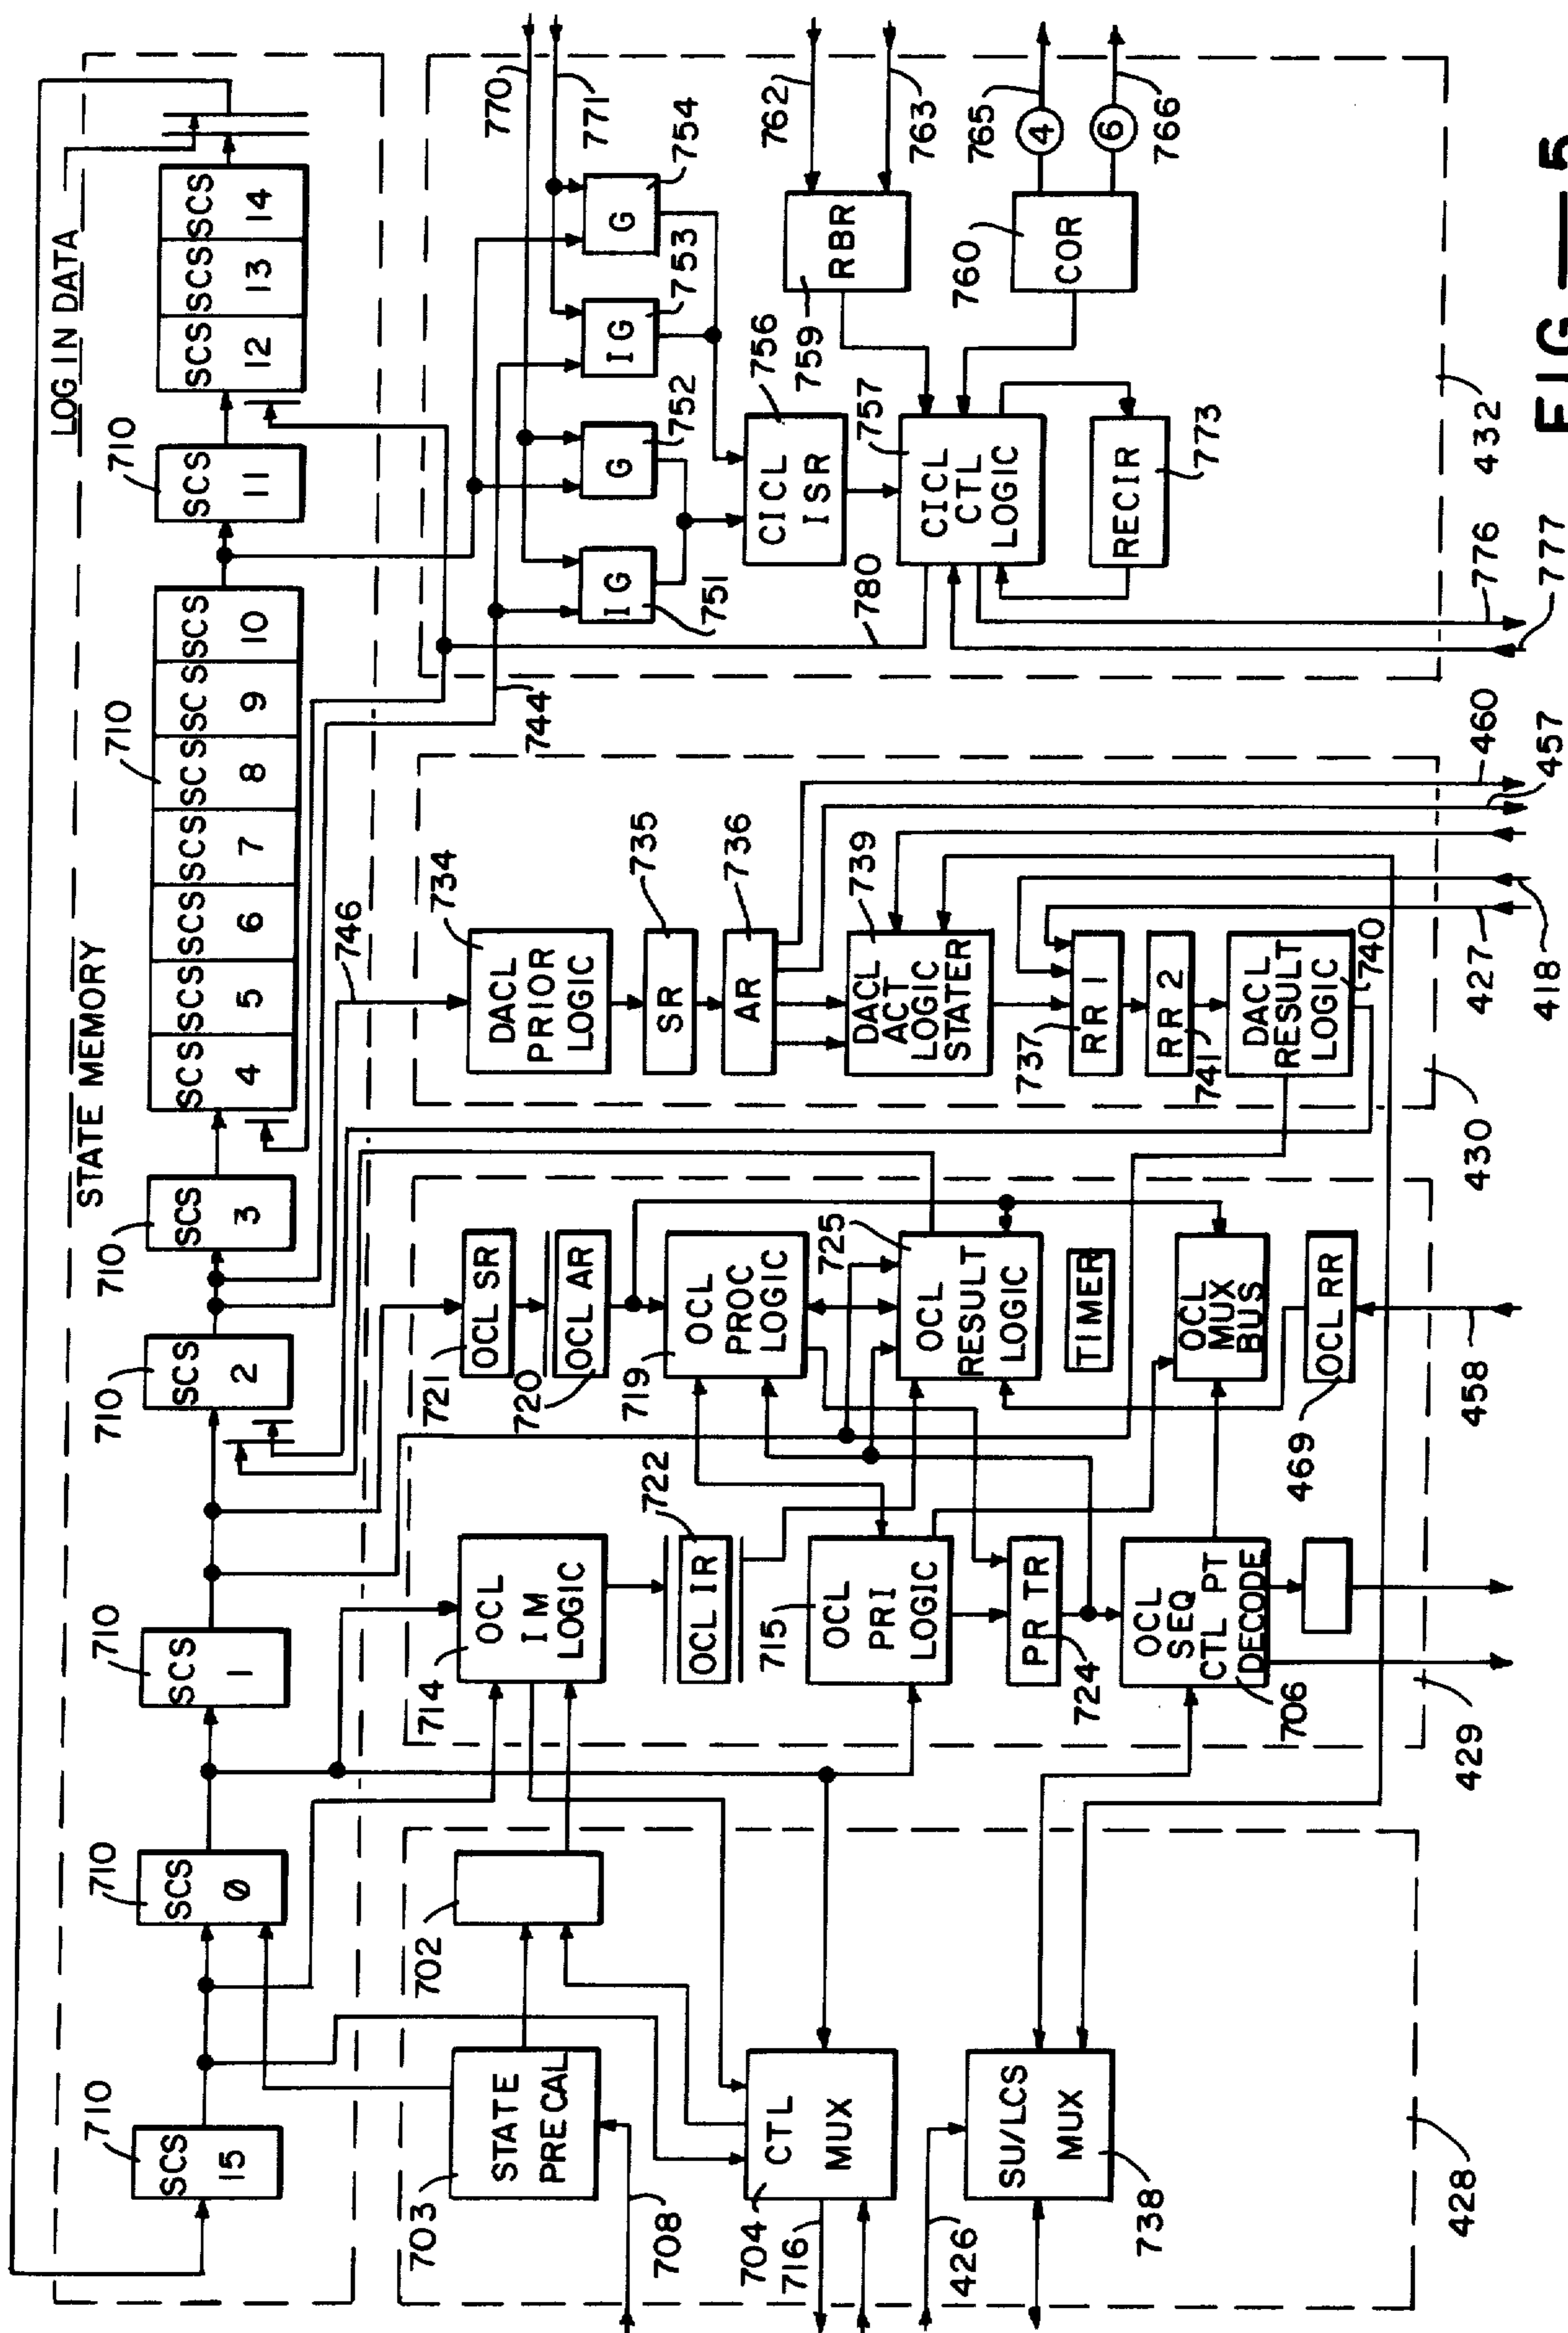 LOG IN DATA
STATE MEMORY
710
SCS
15
710
SCS
0
710
SCS
1
710
SCS
2
710
SCS
3
710
SCS SCS SCS SCS SCS SCS SCS
4 5 6 7 8 9 10
710
SCS
11
SCS SCS SCS
12 13 14
703
STATE
PRECAL
702
708
704
CTL
MUX
716
426
SU/LCS
MUX
738
428
714
OCL
IM
LOGIC
722
OCL IR
715
OCL
PRI
LOGIC
PR TR
724
OCL
SEQ
CTL PT
DECODE
706
721
OCL SR
720
OCL AR
719
OCL
PROC
LOGIC
725
OCL
RESULT
LOGIC
TIMER
OCL
MUX
BUS
OCL RR
469
458
429
746
734
DACL
PRIOR
LOGIC
735
SR
736
AR
739
DACL
ACT
LOGIC
STATER
737
RR 1
741
RR 2
DACL
RESULT
LOGIC
740
427
418
430
460
457
744
770
771
751
IG
752
G
753
IG
754
G
756
CICL
ISR
757
CICL
CTL
LOGIC
780
RECIR
773
759
RBR
762
763
760
COR
4
765
6
766
776
777
432
FIG—5